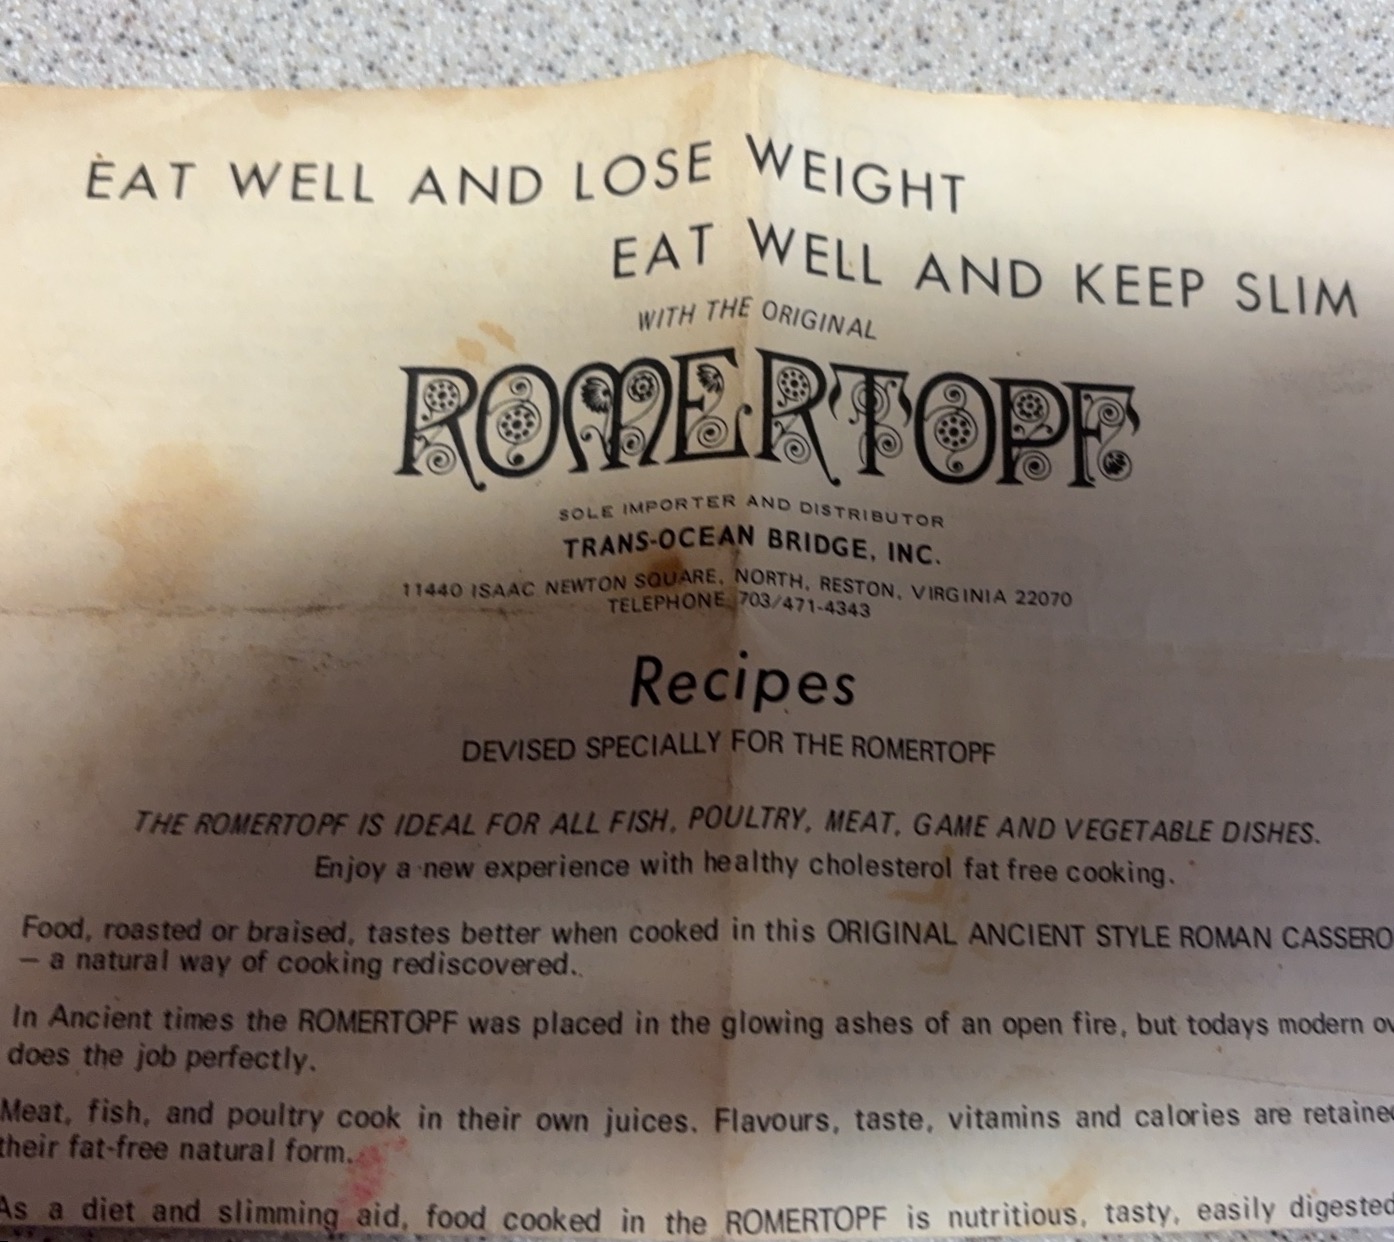 EAT WELL AND LOSE WEIGHT
EAT WELL AND KEEP SLIM
WITH THE ORIGINAL
ROMERTOPF
SOLE IMPORTER AND DISTRIBUTOR
TRANS-OCEAN BRIDGE, INC.
11440 ISAAC NEWTON SQUARE, NORTH, RESTON, VIRGINIA 22070
TELEPHONE 703/471-4343
Recipes
DEVISED SPECIALLY FOR THE ROMERTOPF
THE ROMERTOPF IS IDEAL FOR ALL FISH, POULTRY, MEAT, GAME AND VEGETABLE DISHES.
Enjoy a new experience with healthy cholesterol fat free cooking.
Food, roasted or braised, tastes better when cooked in this ORIGINAL ANCIENT STYLE ROMAN CASSERO
— a natural way of cooking rediscovered.
In Ancient times the ROMERTOPF was placed in the glowing ashes of an open fire, but todays modern ov
does the job perfectly.
Meat, fish, and poultry cook in their own juices. Flavours, taste, vitamins and calories are retaine
their fat-free natural form.
As a diet and slimming aid, food cooked in the ROMERTOPF is nutritious, tasty, easily digested